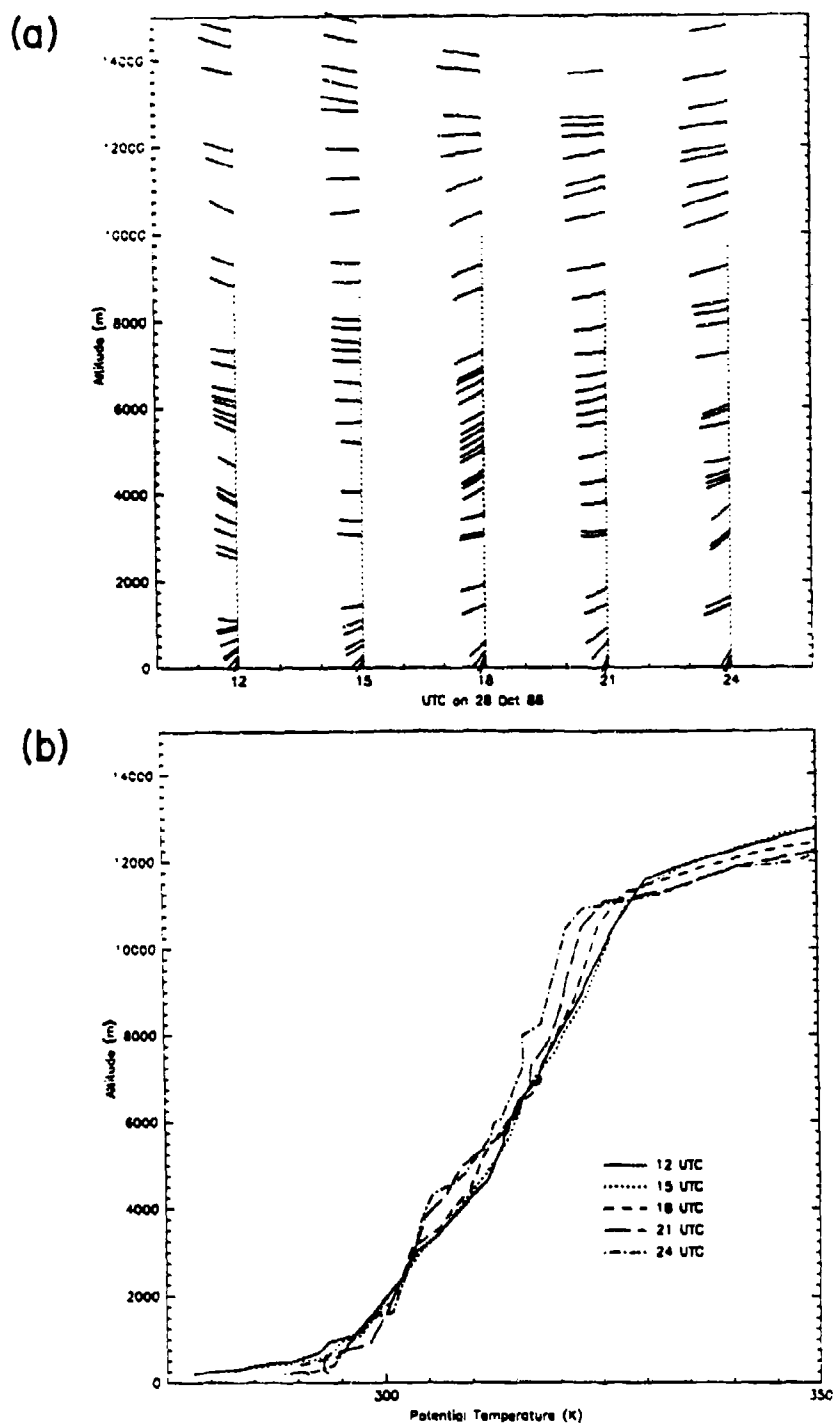 (a)
14000
12000
10000
8000
6000
4000
2000
0
Altitude (m)
12 15 18 21 24
UTC on 28 Oct 86
(b)
14000
12000
10000
8000
6000
4000
2000
0
Altitude (m)
12 UTC
15 UTC
18 UTC
21 UTC
24 UTC
300 350
Potential Temperature (K)